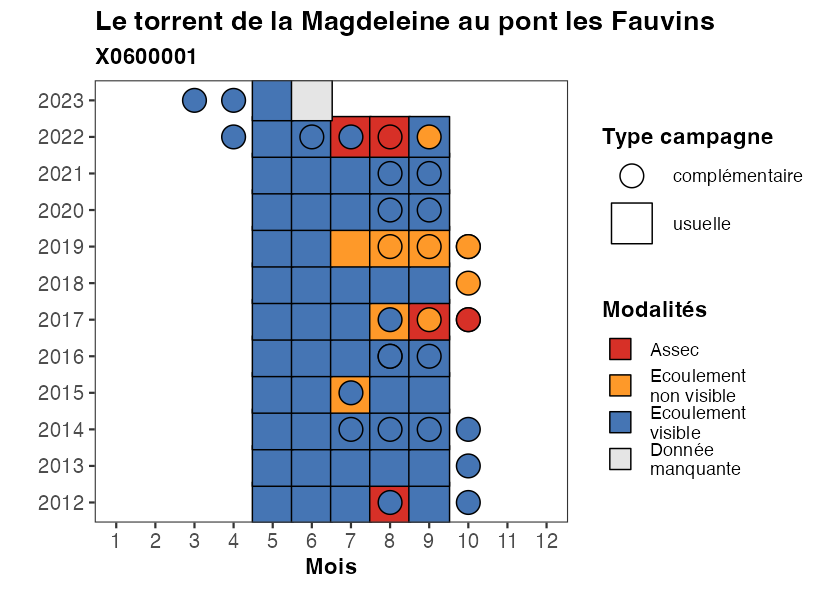 Le torrent de la Magdeleine au pont les Fauvins
X0600001
2023
2022
2021
2020
2019
2018
2017
2016
2015
2014
2013
2012
1 2 3 4 5 6 7 8 9 10 11 12
Mois
Type campagne
complémentaire
usuelle
Modalités
Assec
Ecoulement
non visible
Ecoulement
visible
Donnée
manquante